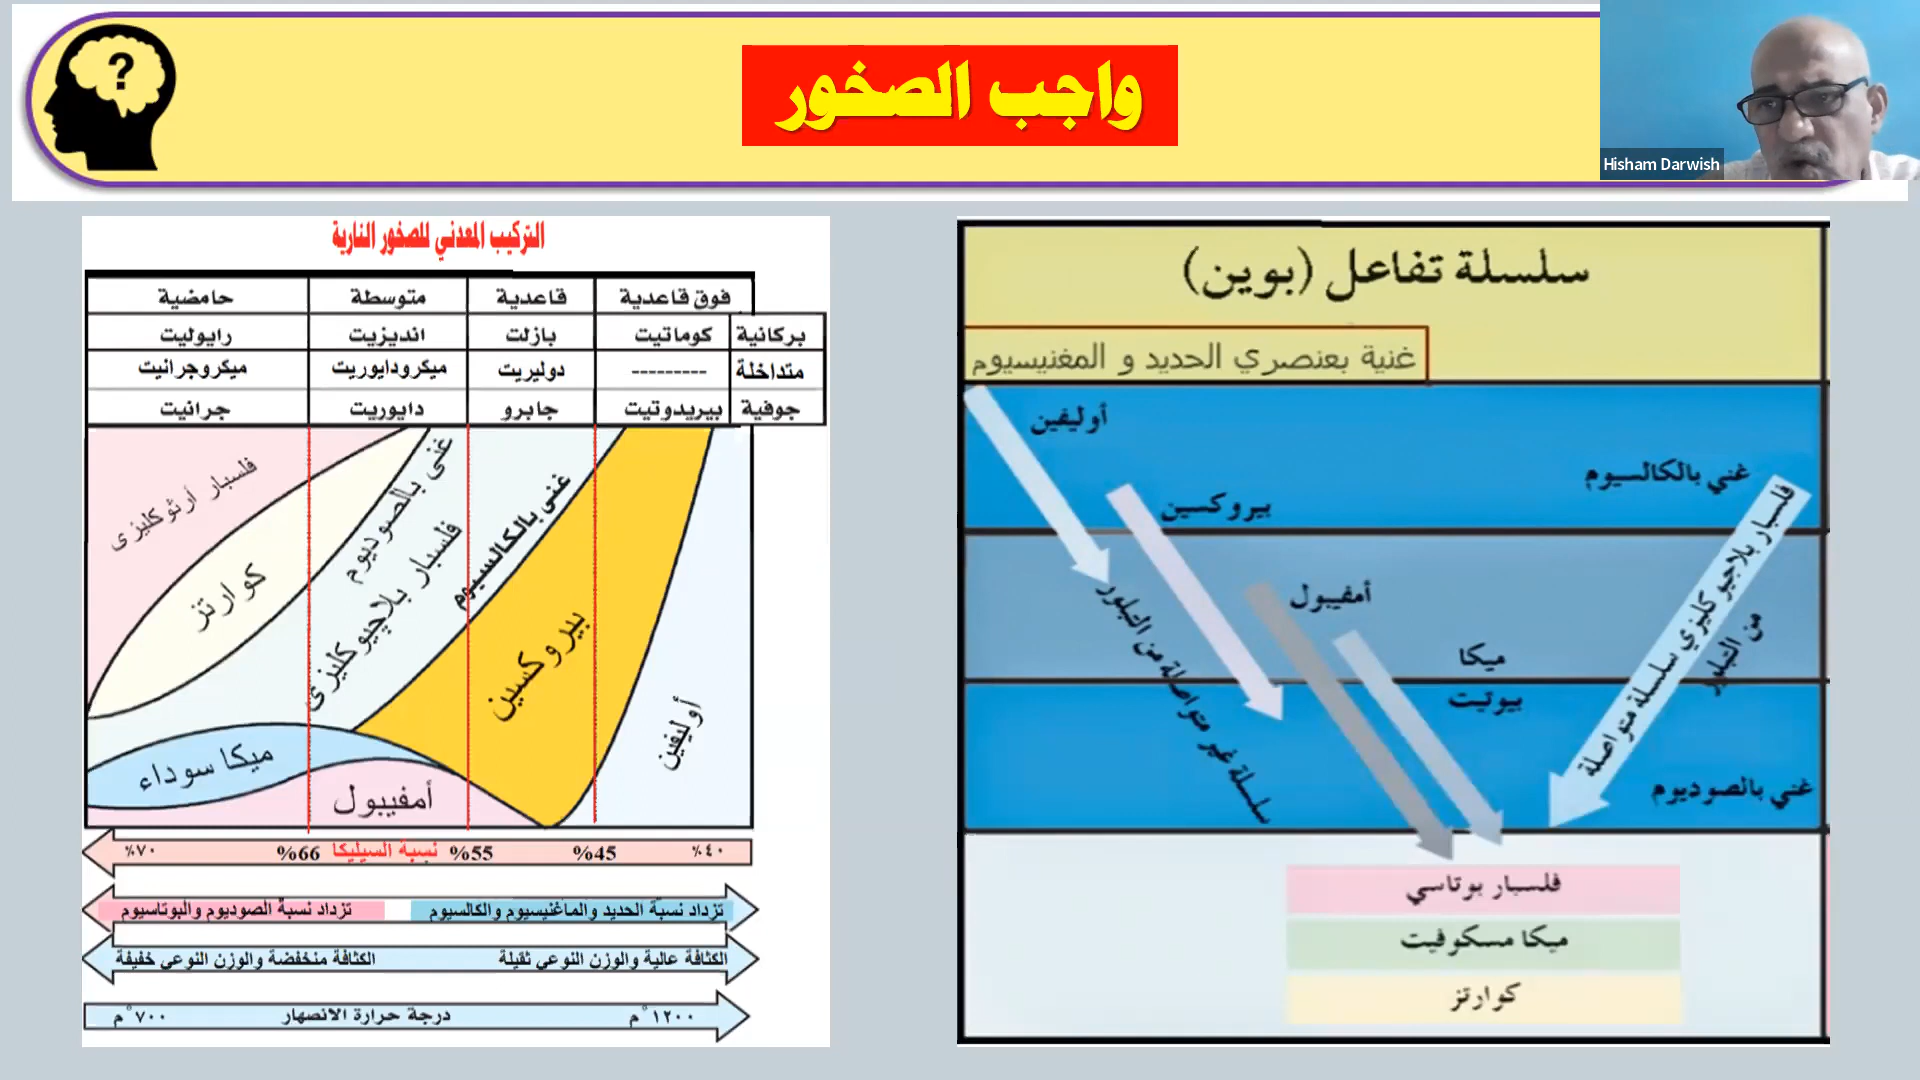 ?
واجب الصخور
Hisham Darwish
التركيب المعدني للصخور النارية
فوق قاعدية قاعدية متوسطة حامضية
بركانية كوماتيت بازلت انديزيت رايوليت
متداخلة --------- دوليريت ميكرودايوريت ميكروجرانيت
جوفية بيريدوتيت جابرو دايوريت جرانيت
فلسبار أرثوكليزى
كوارتز
غنى بالصوديوم
فلسبار بلاچيوكليزى
غنى بالكالسيوم
بيروكسين
أوليفين
ميكا سوداء
أمفيبول
٤٠٪ %45 %55 نسبة السيليكا %66 ٧٠٪
تزداد نسبة الحديد والماغنيسيوم والكالسيوم تزداد نسبة الصوديوم والبوتاسيوم
الكثافة عالية والوزن النوعي ثقيلة الكثافة منخفضة والوزن النوعي خفيفة
١٢٠٠°م درجة حرارة الانصهار ٧٠٠°م
سلسلة تفاعل (بوين)
غنية بعنصري الحديد و المغنيسيوم
أوليفين
غني بالكالسيوم
بيروكسين
أمفيبول
ميكا
بيوتيت
سلسلة غير متواصلة من التبلور
فلسبار بلاجيوكليزي سلسلة متواصلة
من التبلور
غني بالصوديوم
فلسبار بوتاسي
ميكا مسكوفيت
كوارتز